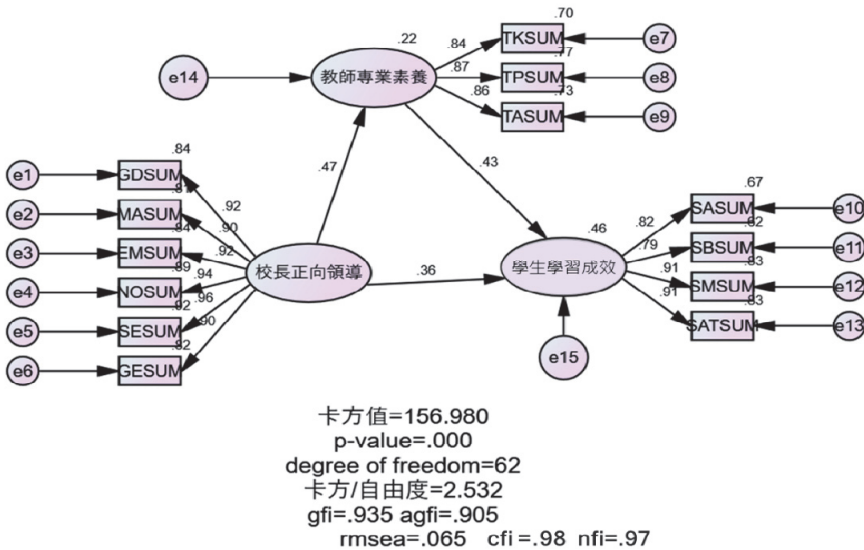 .70
.22
.84
TKSUM
e7
.77
e14
教師專業素養
.87
TPSUM
e8
.73
.86
TASUM
e9
.84
e1
GDSUM
.47
.43
.81
.92
.67
e2
MASUM
.90
.46
.82
SASUM
e10
.84
.62
e3
EMSUM
.92
.79
SBSUM
e11
.89
校長正向領導
.36
學生學習成效
.83
e4
NOSUM
.94
.91
SMSUM
e12
.92
.96
.91
.83
e5
SESUM
.90
SATSUM
e13
.82
e6
GESUM
e15
卡方值=156.980
p-value=.000
degree of freedom=62
卡方/自由度=2.532
gfi=.935 agfi=.905
rmsea=.065 cfi=.98 nfi=.97